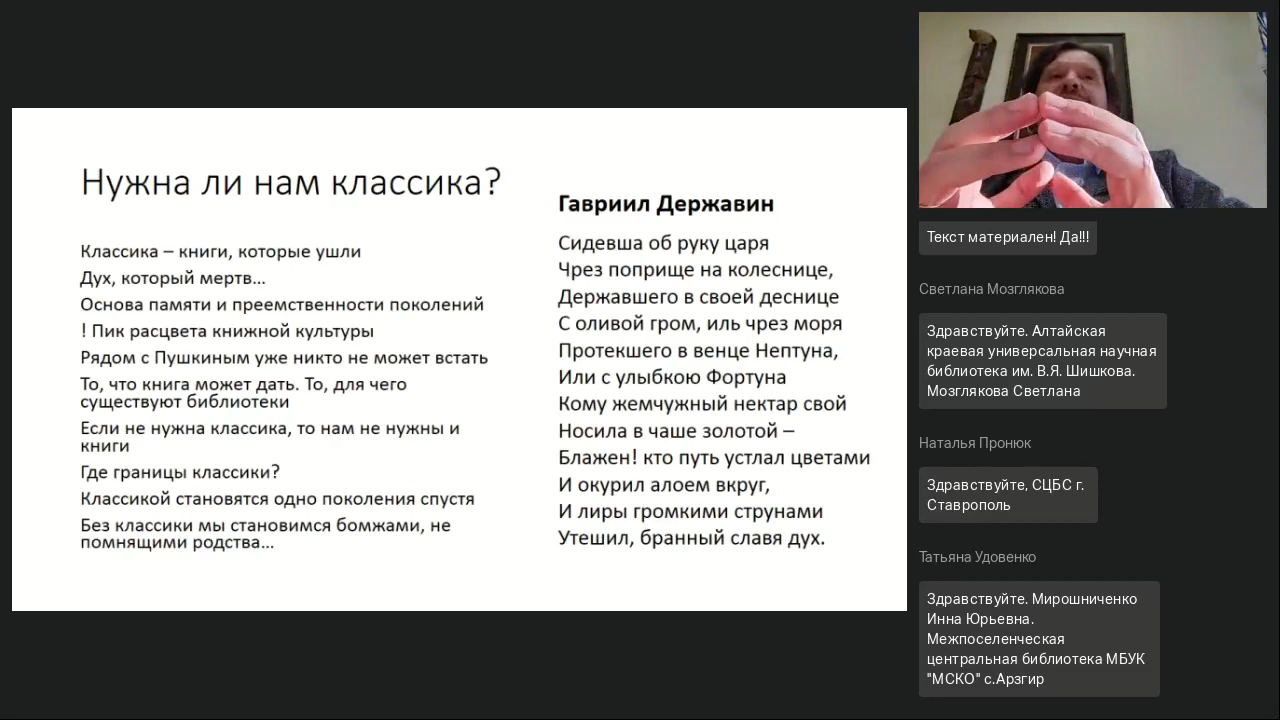 Нужна ли нам классика?
Классика – книги, которые ушли
Дух, который мертв...
Основа памяти и преемственности поколений
! Пик расцвета книжной культуры
Рядом с Пушкиным уже никто не может встать
То, что книга может дать. То, для чего
существуют библиотеки
Если не нужна классика, то нам не нужны и
книги
Где границы классики?
Классикой становятся одно поколения спустя
Без классики мы становимся бомжами, не
помнящими родства...
Гавриил Державин
Сидевша об руку царя
Чрез поприще на колеснице,
Державшего в своей деснице
С оливой гром, иль чрез моря
Протекшего в венце Нептуна,
Или с улыбкою Фортуна
Кому жемчужный нектар свой
Носила в чаше золотой –
Блажен! кто путь устлал цветами
И окурил алоем вкруг,
И лиры громкими струнами
Утешил, бранный славя дух.
Текст материален! Да!!!
Светлана Мозглякова
Здравствуйте. Алтайская
краевая универсальная научная
библиотека им. В.Я. Шишкова.
Мозглякова Светлана
Наталья Пронюк
Здравствуйте, СЦБС г.
Ставрополь
Татьяна Удовенко
Здравствуйте. Мирошниченко
Инна Юрьевна.
Межпоселенческая
центральная библиотека МБУК
"МСКО" с.Арзгир